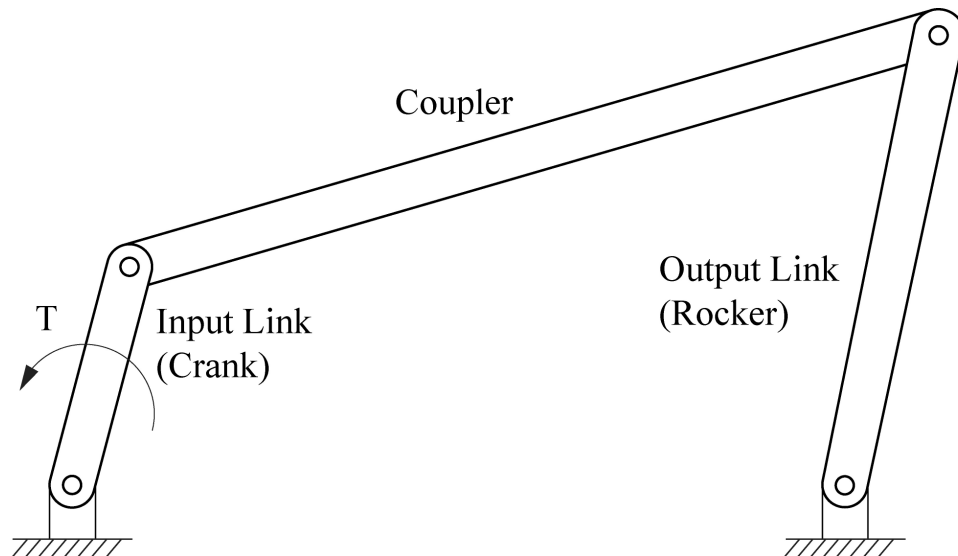 Coupler
Output Link
(Rocker)
T
Input Link
(Crank)